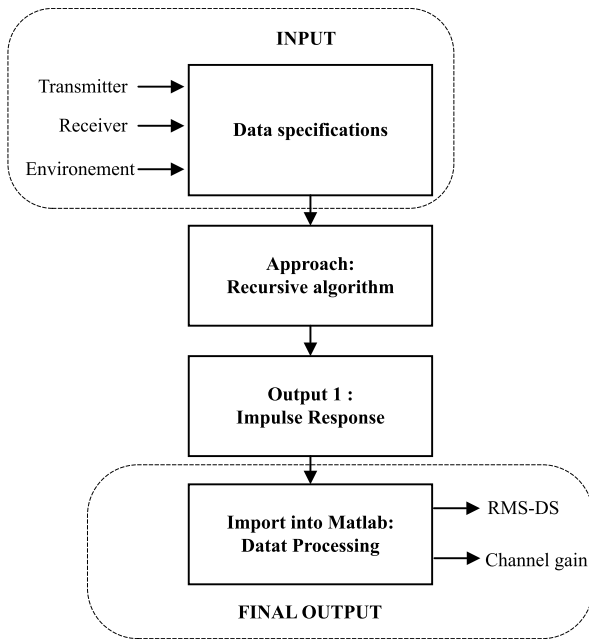 INPUT
Transmitter
Receiver
Environement
Data specifications
Approach:
Recursive algorithm
Output 1 :
Impulse Response
Import into Matlab:
Datat Processing
RMS-DS
Channel gain
FINAL OUTPUT